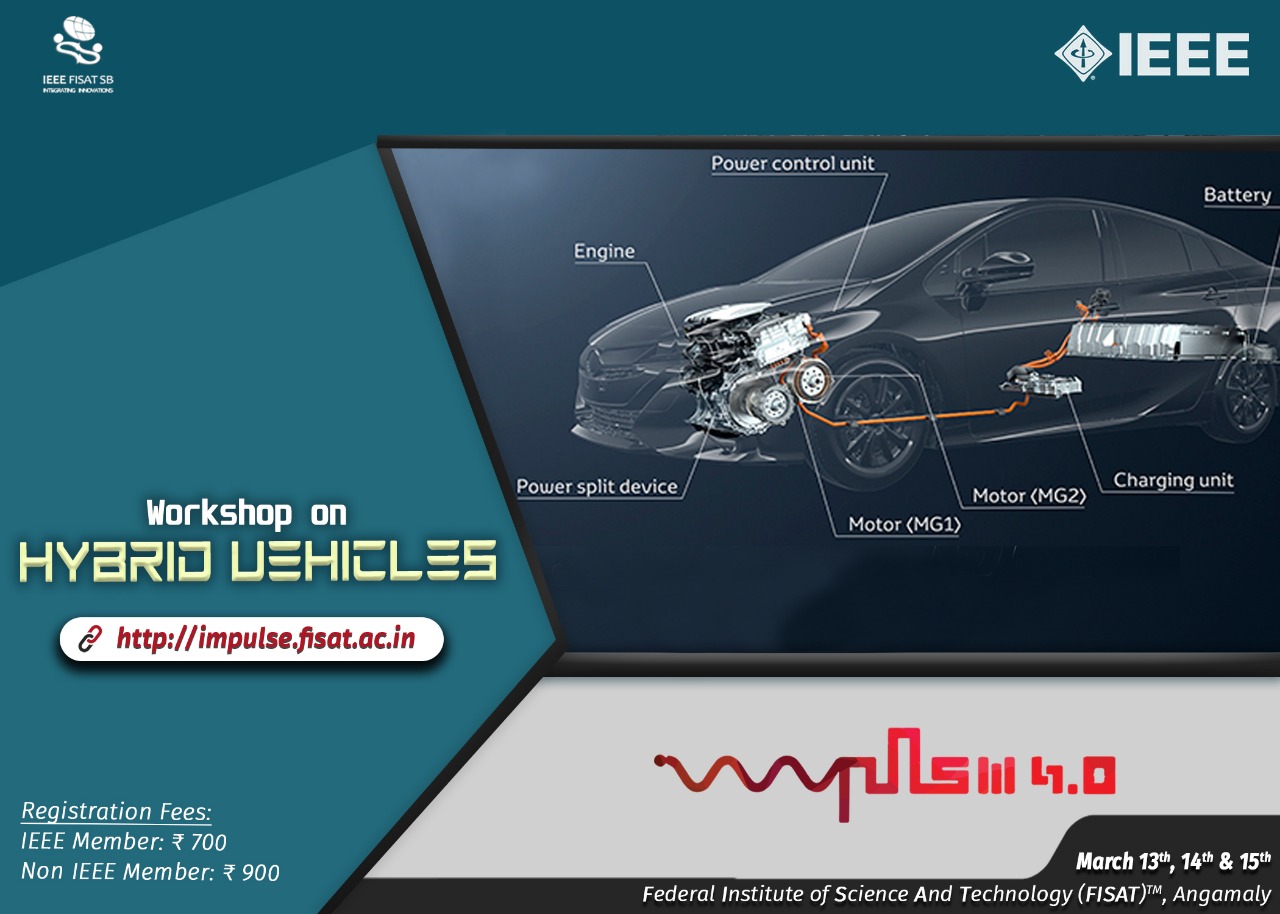 IEEE FISAT SB
INTEGRATING INNOVATIONS
IEEE
Power control unit
Battery
Engine
Power split device
Charging unit
Motor (MG2)
Motor (MG1)
Workshop on
HYBRID VEHICLES
http://impulse.fisat.ac.in
impulse 4.0
Registration Fees:
IEEE Member: ₹ 700
Non IEEE Member: ₹ 900
March 13th, 14th & 15th
Federal Institute of Science And Technology (FISAT)™, Angamaly